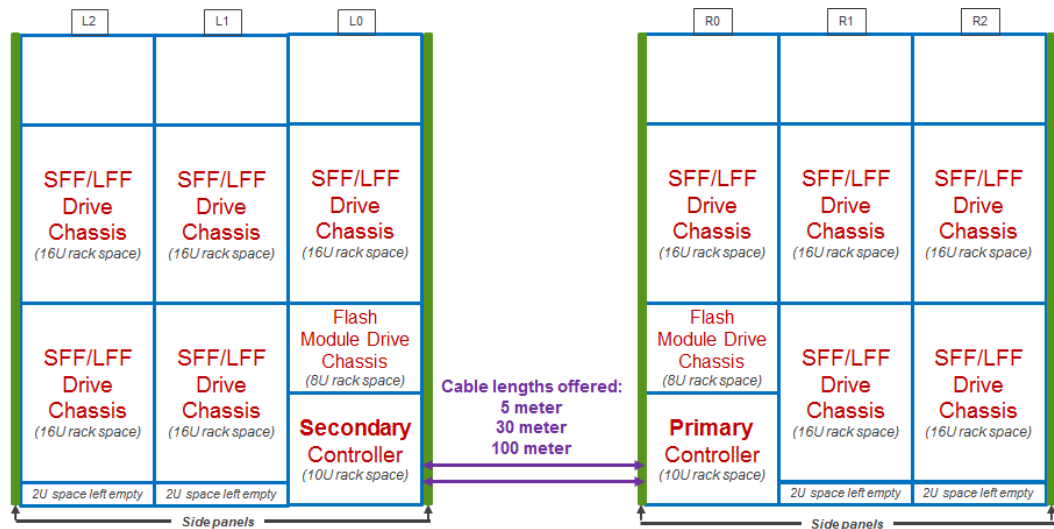 L2
L1
L0
R0
R1
R2
SFF/LFF
Drive
Chassis
(16U rack space)
SFF/LFF
Drive
Chassis
(16U rack space)
SFF/LFF
Drive
Chassis
(16U rack space)
SFF/LFF
Drive
Chassis
(16U rack space)
SFF/LFF
Drive
Chassis
(16U rack space)
SFF/LFF
Drive
Chassis
(16U rack space)
SFF/LFF
Drive
Chassis
(16U rack space)
SFF/LFF
Drive
Chassis
(16U rack space)
Flash
Module Drive
Chassis
(8U rack space)
Secondary
Controller
(10U rack space)
Cable lengths offered:
5 meter
30 meter
100 meter
Flash
Module Drive
Chassis
(8U rack space)
Primary
Controller
(10U rack space)
SFF/LFF
Drive
Chassis
(16U rack space)
SFF/LFF
Drive
Chassis
(16U rack space)
2U space left empty
2U space left empty
2U space left empty
2U space left empty
Side panels
Side panels